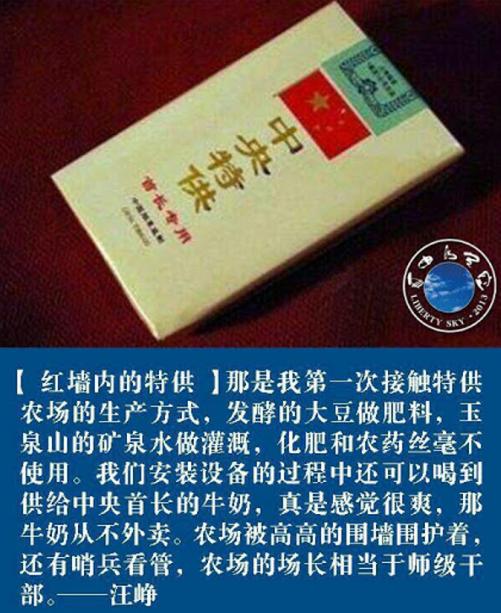 中央特供
首长专用
自由飞天
LIBERTY SKY · 2013
【 红墙内的特供 】那是我第一次接触特供
农场的生产方式，发酵的大豆做肥料，玉
泉山的矿泉水做灌溉，化肥和农药丝毫不
使用。我们安装设备的过程中还可以喝到
供给中央首长的牛奶，真是感觉很爽，那
牛奶从不外卖。农场被高高的围墙围护着，
还有哨兵看管，农场的场长相当于师级干
部。——汪峥